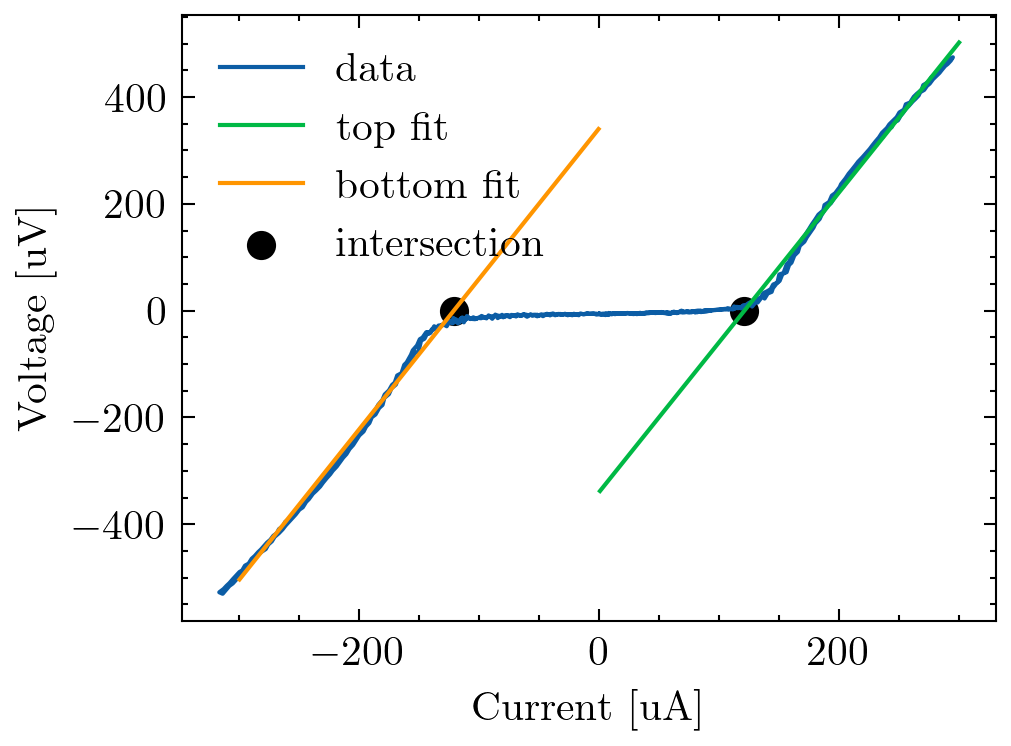 data
top fit
bottom fit
intersection
400
200
0
−200
−400
Voltage [uV]
−200 0 200
Current [uA]